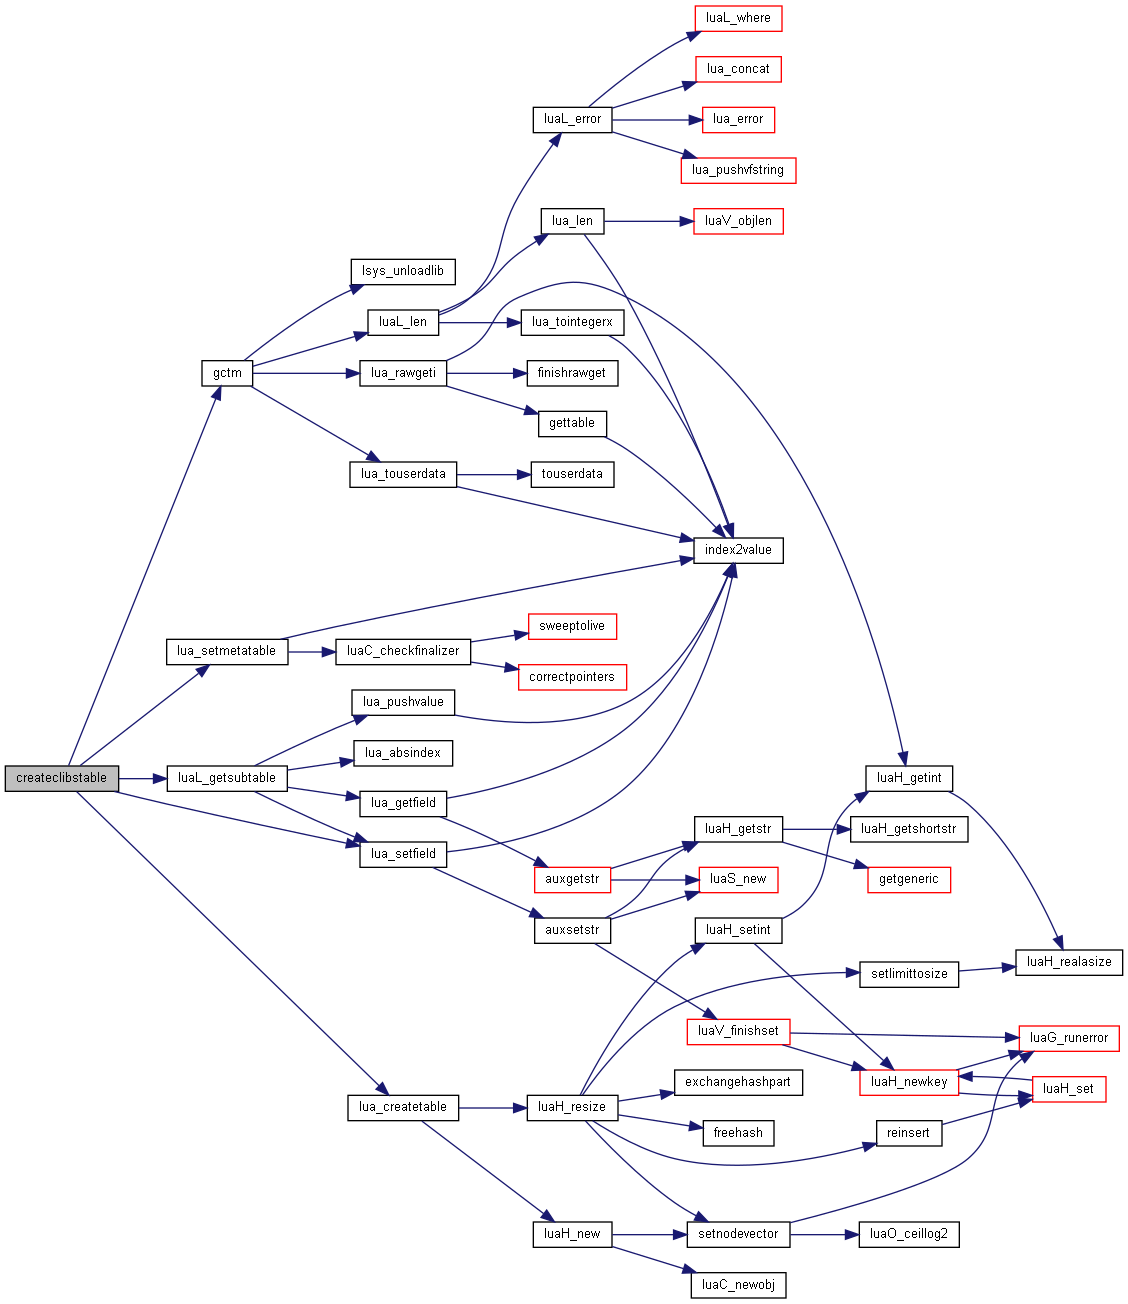 luaL_where
lua_concat
luaL_error
lua_error
lua_pushvfstring
lua_len
luaV_objlen
lsys_unloadlib
luaL_len
lua_tointegerx
gctm
lua_rawgeti
finishrawget
gettable
lua_touserdata
touserdata
index2value
sweeptolive
lua_setmetatable
luaC_checkfinalizer
correctpointers
lua_pushvalue
lua_absindex
createclibstable
luaL_getsubtable
luaH_getint
lua_getfield
luaH_getstr
luaH_getshortstr
lua_setfield
auxgetstr
luaS_new
getgeneric
auxsetstr
luaH_setint
luaH_realasize
setlimittosize
luaV_finishset
luaG_runerror
exchangehashpart
luaH_newkey
luaH_set
lua_createtable
luaH_resize
freehash
reinsert
luaH_new
setnodevector
luaO_ceillog2
luaC_newobj